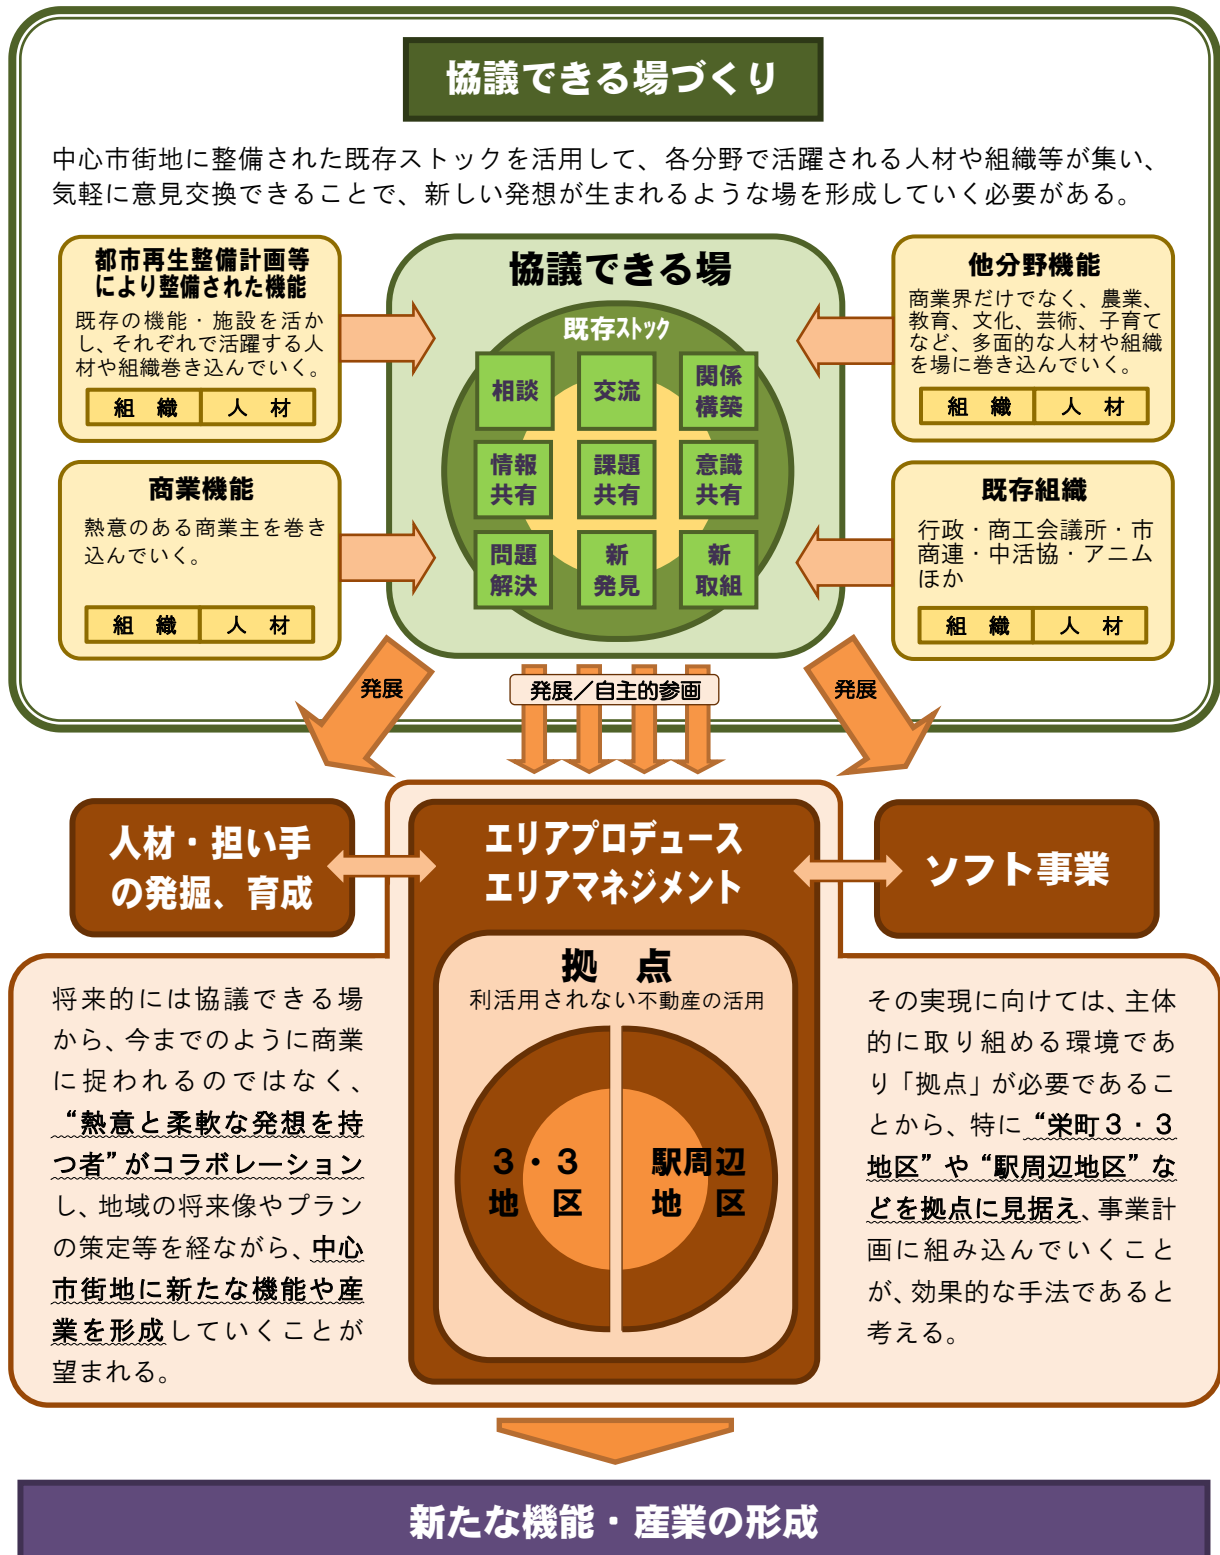 協議できる場づくり
中心市街地に整備された既存ストックを活用して、各分野で活躍される人材や組織等が集い、
気軽に意見交換できることで、新しい発想が生まれるような場を形成していく必要がある。
都市再生整備計画等
により整備された機能
既存の機能・施設を活か
し、それぞれで活躍する人
材や組織巻き込んでいく。
組 織 人 材
商業機能
熱意のある商業主を巻き
込んでいく。
組 織 人 材
協議できる場
既存ストック
相談 交流 関係
構築
情報
共有
課題
共有
意識
共有
問題
解決
新
発見
新
取組
他分野機能
商業界だけでなく、農業、
教育、文化、芸術、子育て
など、多面的な人材や組織
を場に巻き込んでいく。
組 織 人 材
既存組織
行政・商工会議所・市
商連・中活協・アニム
ほか
組 織 人 材
発展
発展／自主的参画
発展
人材・担い手
の発掘、育成
エリアプロデュース
エリアマネジメント
ソフト事業
拠 点
利活用されない不動産の活用
３・３
地 区
駅周辺
地 区
将来的には協議できる場
から、今までのように商業
に捉われるのではなく、
“熱意と柔軟な発想を持
つ者”がコラボレーション
し、地域の将来像やプラン
の策定等を経ながら、中心
市街地に新たな機能や産
業を形成していくことが
望まれる。
その実現に向けては、主体
的に取り組める環境であ
り「拠点」が必要であるこ
とから、特に“栄町３・３
地区”や“駅周辺地区”な
どを拠点に見据え、事業計
画に組み込んでいくこと
が、効果的な手法であると
考える。
新たな機能・産業の形成